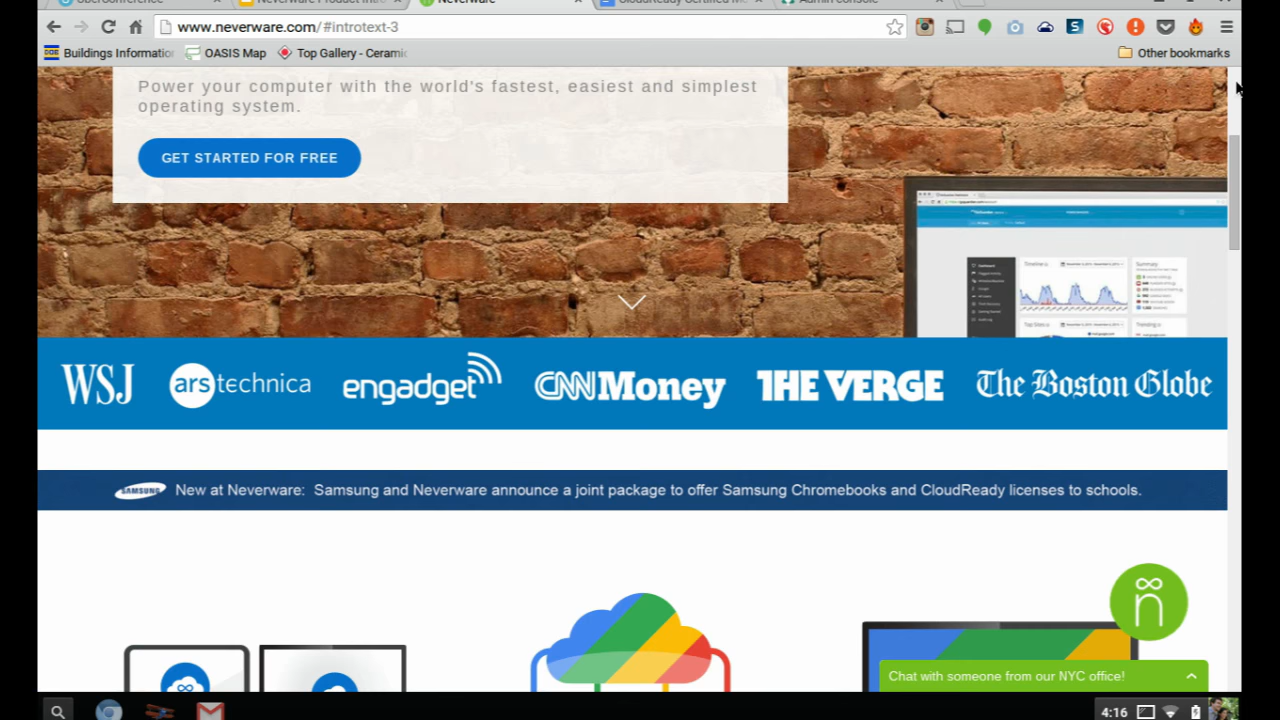 Neverware
www.neverware.com/#introtext-3
Buildings Informatio
OASIS Map
Top Gallery - Ceramic
Other bookmarks
Power your computer with the world's fastest, easiest and simplest
operating system.
GET STARTED FOR FREE
WSJ
ars technica
engadget
CNNMoney
THE VERGE
The Boston Globe
SAMSUNG
New at Neverware: Samsung and Neverware announce a joint package to offer Samsung Chromebooks and CloudReady licenses to schools.
n
Chat with someone from our NYC office!
4:16